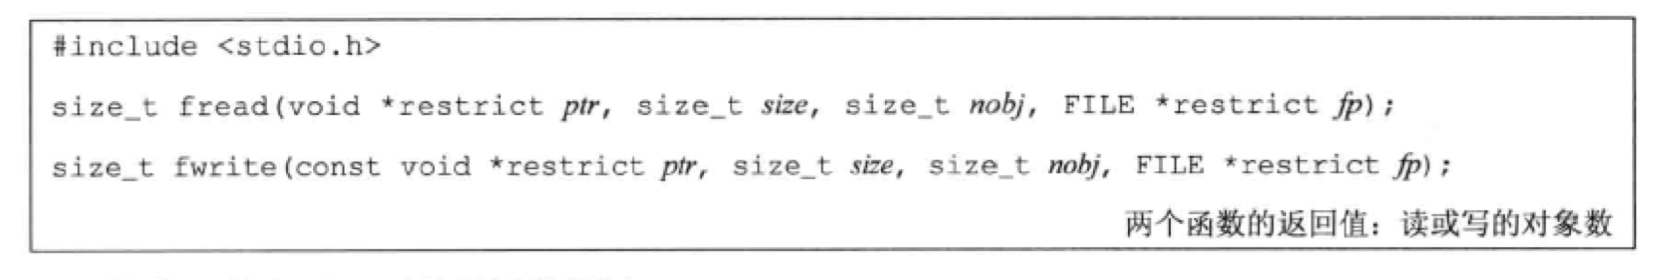 #include <stdio.h>
size_t fread(void *restrict ptr, size_t size, size_t nobj, FILE *restrict fp);
size_t fwrite(const void *restrict ptr, size_t size, size_t nobj, FILE *restrict fp);
两个函数的返回值：读或写的对象数